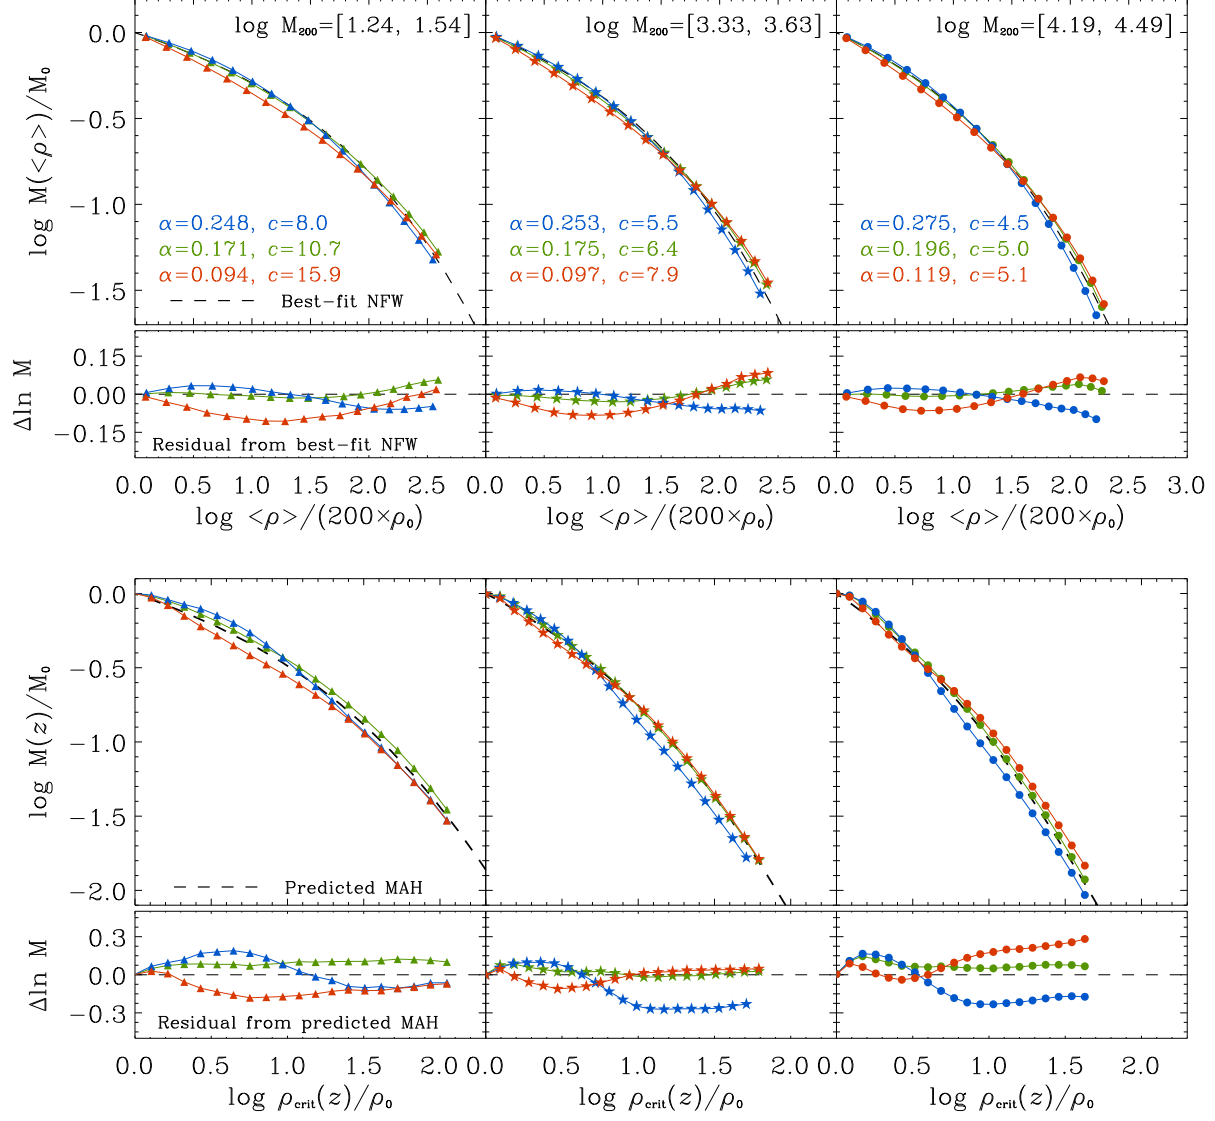 log M₂₀₀=[1.24, 1.54]
log M₂₀₀=[3.33, 3.63]
log M₂₀₀=[4.19, 4.49]
log M(<ρ>)/M₀
0.0
−0.5
−1.0
−1.5
α=0.248, c=8.0
α=0.171, c=10.7
α=0.094, c=15.9
Best−fit NFW
α=0.253, c=5.5
α=0.175, c=6.4
α=0.097, c=7.9
α=0.275, c=4.5
α=0.196, c=5.0
α=0.119, c=5.1
Δln M
0.15
0.00
−0.15
Residual from best−fit NFW
0.0 0.5 1.0 1.5 2.0 2.5
0.0 0.5 1.0 1.5 2.0 2.5
0.0 0.5 1.0 1.5 2.0 2.5 3.0
log <ρ>/(200×ρ₀)
log <ρ>/(200×ρ₀)
log <ρ>/(200×ρ₀)
log M(z)/M₀
0.0
−0.5
−1.0
−1.5
−2.0
Predicted MAH
Δln M
0.3
0.0
−0.3
Residual from predicted MAH
0.0 0.5 1.0 1.5 2.0
0.0 0.5 1.0 1.5 2.0
0.0 0.5 1.0 1.5 2.0
log ρcrit(z)/ρ₀
log ρcrit(z)/ρ₀
log ρcrit(z)/ρ₀